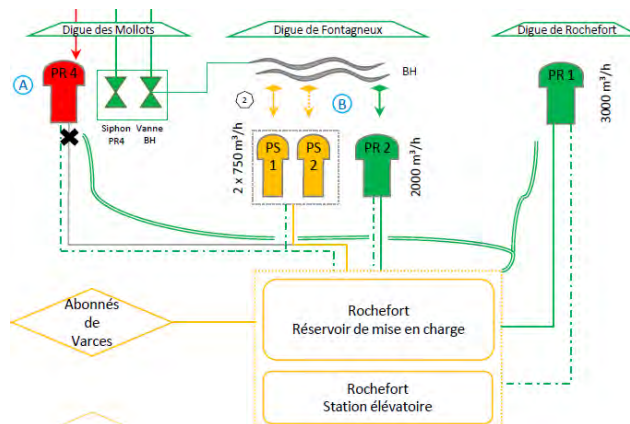 Digue des Mollots
Digue de Fontagneux
Digue de Rochefort
PR 4
A
Siphon
PR4
Vanne
BH
BH
2
B
2 x 750 m³/h
PS
1
PS
2
PR 2
2000 m³/h
PR 1
3000 m³/h
Abonnés
de
Varces
Rochefort
Réservoir de mise en charge
Rochefort
Station élévatoire